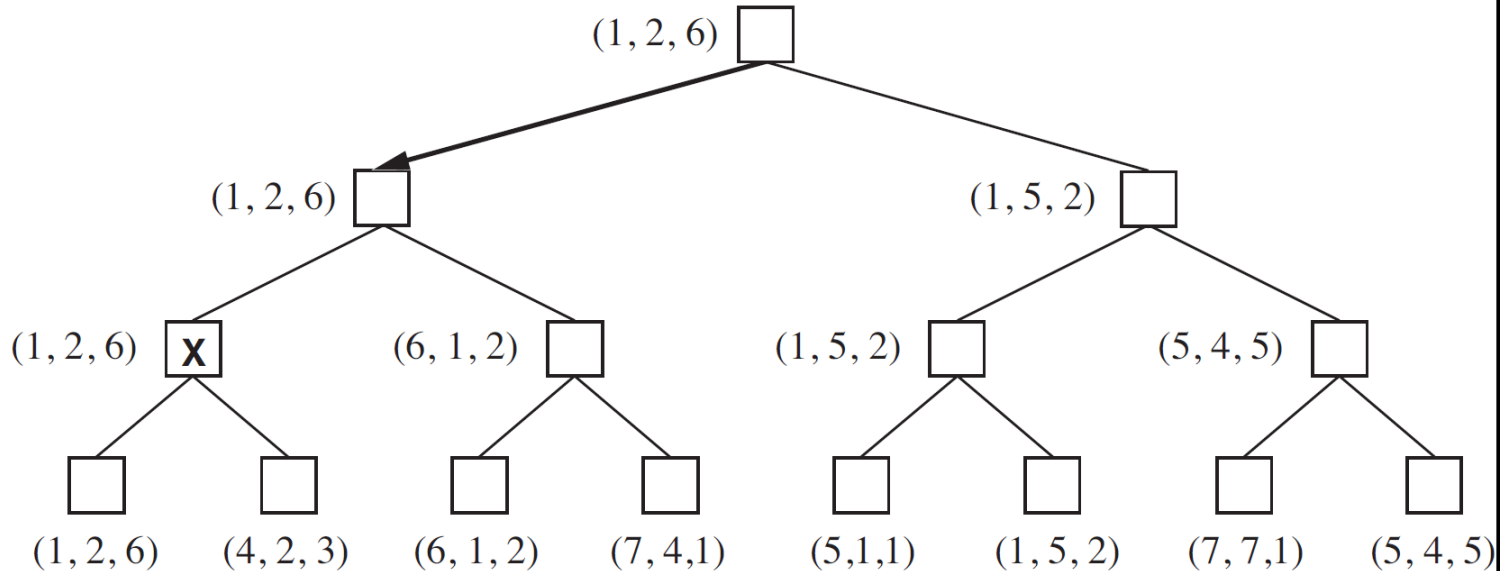 (1, 2, 6)
(1, 2, 6) (1, 5, 2)
(1, 2, 6) X (6, 1, 2) (1, 5, 2) (5, 4, 5)
(1, 2, 6) (4, 2, 3) (6, 1, 2) (7, 4,1) (5,1,1) (1, 5, 2) (7, 7,1) (5, 4, 5)